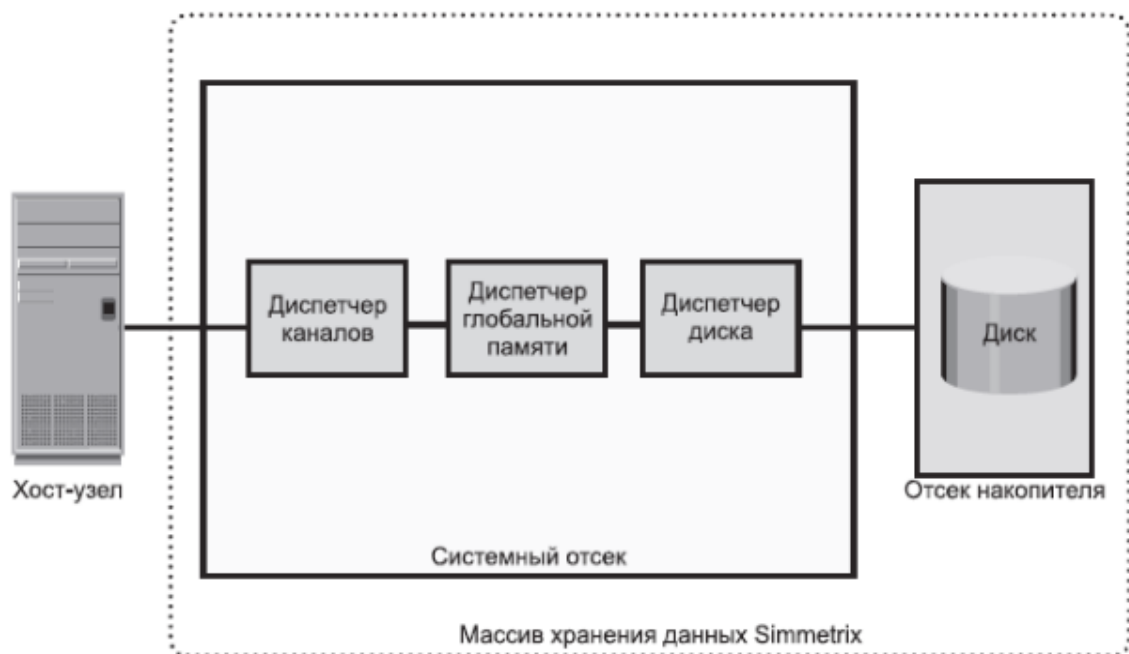 Диспетчер
каналов
Диспетчер
глобальной
памяти
Диспетчер
диска
Диск
Хост-узел
Отсек накопителя
Системный отсек
Массив хранения данных Simmetrix